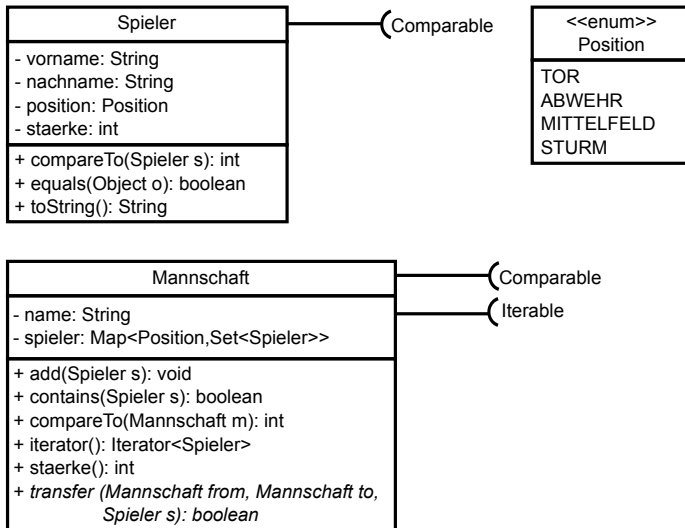 Spieler
Comparable
- vorname: String
- nachname: String
- position: Position
- staerke: int
+ compareTo(Spieler s): int
+ equals(Object o): boolean
+ toString(): String
<<enum>>
Position
TOR
ABWEHR
MITTELFELD
STURM
Mannschaft
Comparable
Iterable
- name: String
- spieler: Map<Position,Set<Spieler>>
+ add(Spieler s): void
+ contains(Spieler s): boolean
+ compareTo(Mannschaft m): int
+ iterator(): Iterator<Spieler>
+ staerke(): int
+ transfer (Mannschaft from, Mannschaft to,
Spieler s): boolean